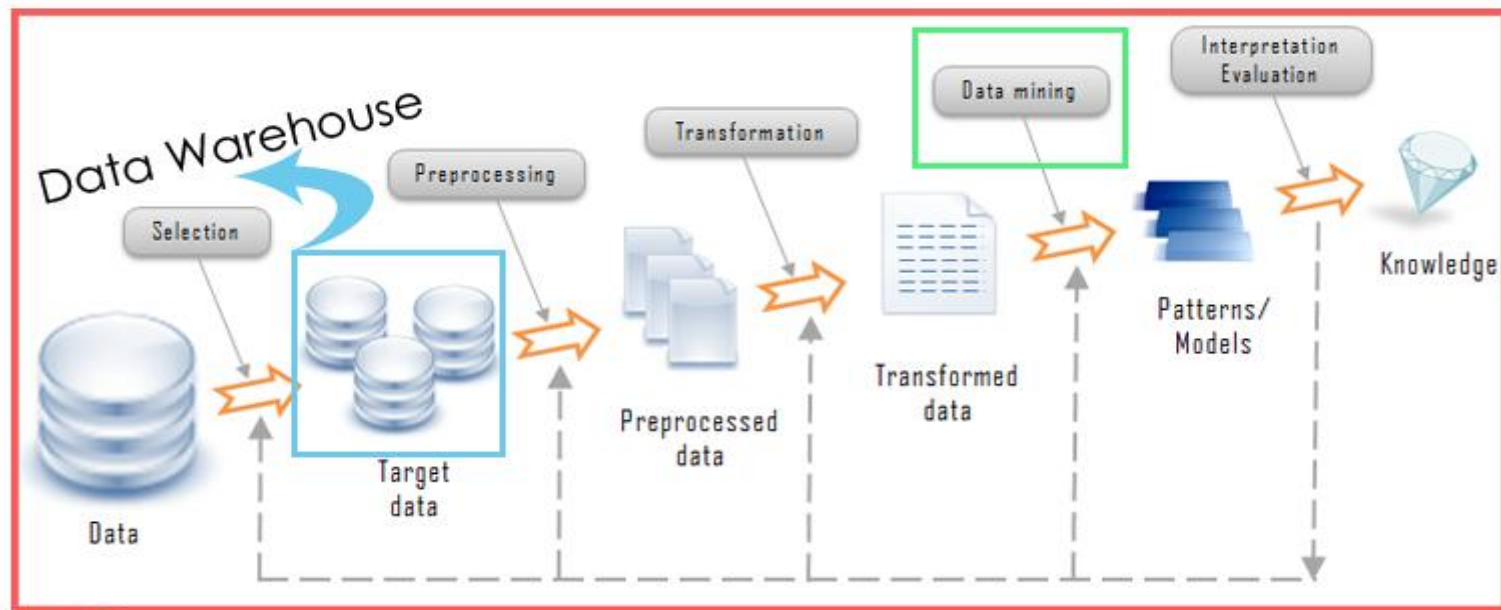 Data Warehouse
Selection
Preprocessing
Transformation
Data mining
Interpretation
Evaluation
Data
Target
data
Preprocessed
data
Transformed
data
Patterns/
Models
Knowledge